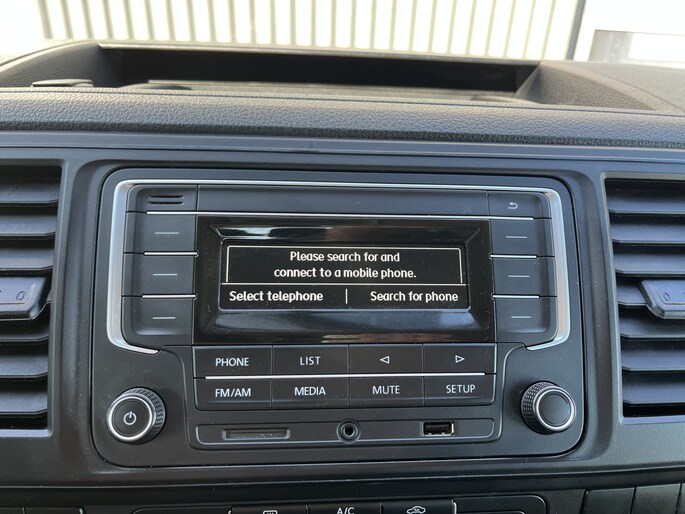 Please search for and
connect to a mobile phone.
Select telephone | Search for phone
PHONE LIST
FM/AM MEDIA MUTE SETUP
A/C